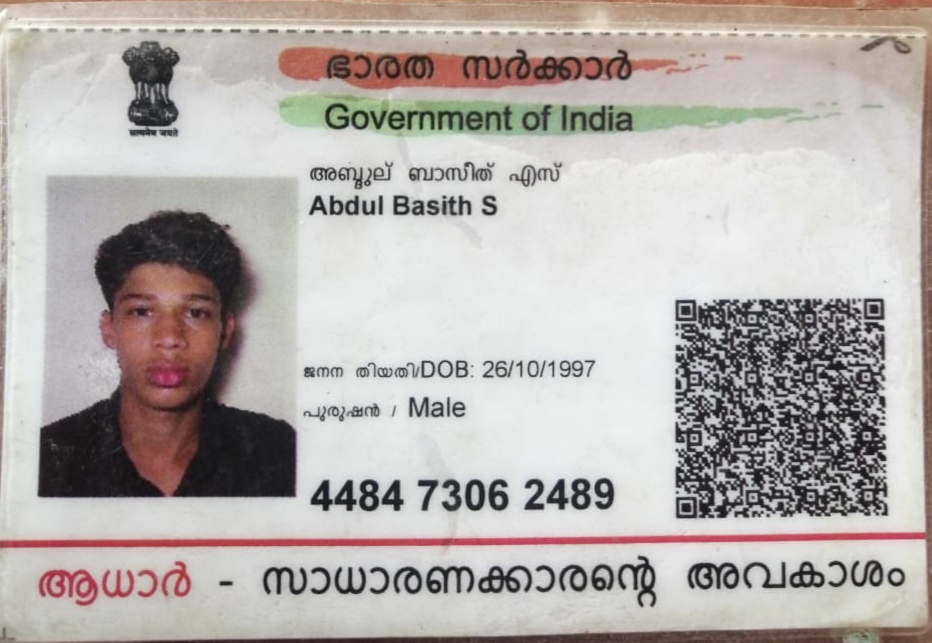 ഭാരത സർക്കാർ
Government of India
सत्यमेव जयते
അബ്ദുല് ബാസീത് എസ്
Abdul Basith S
ജനന തിയതി/DOB: 26/10/1997
പുരുഷൻ / Male
4484 7306 2489
ആധാർ - സാധാരണക്കാരന്റെ അവകാശം